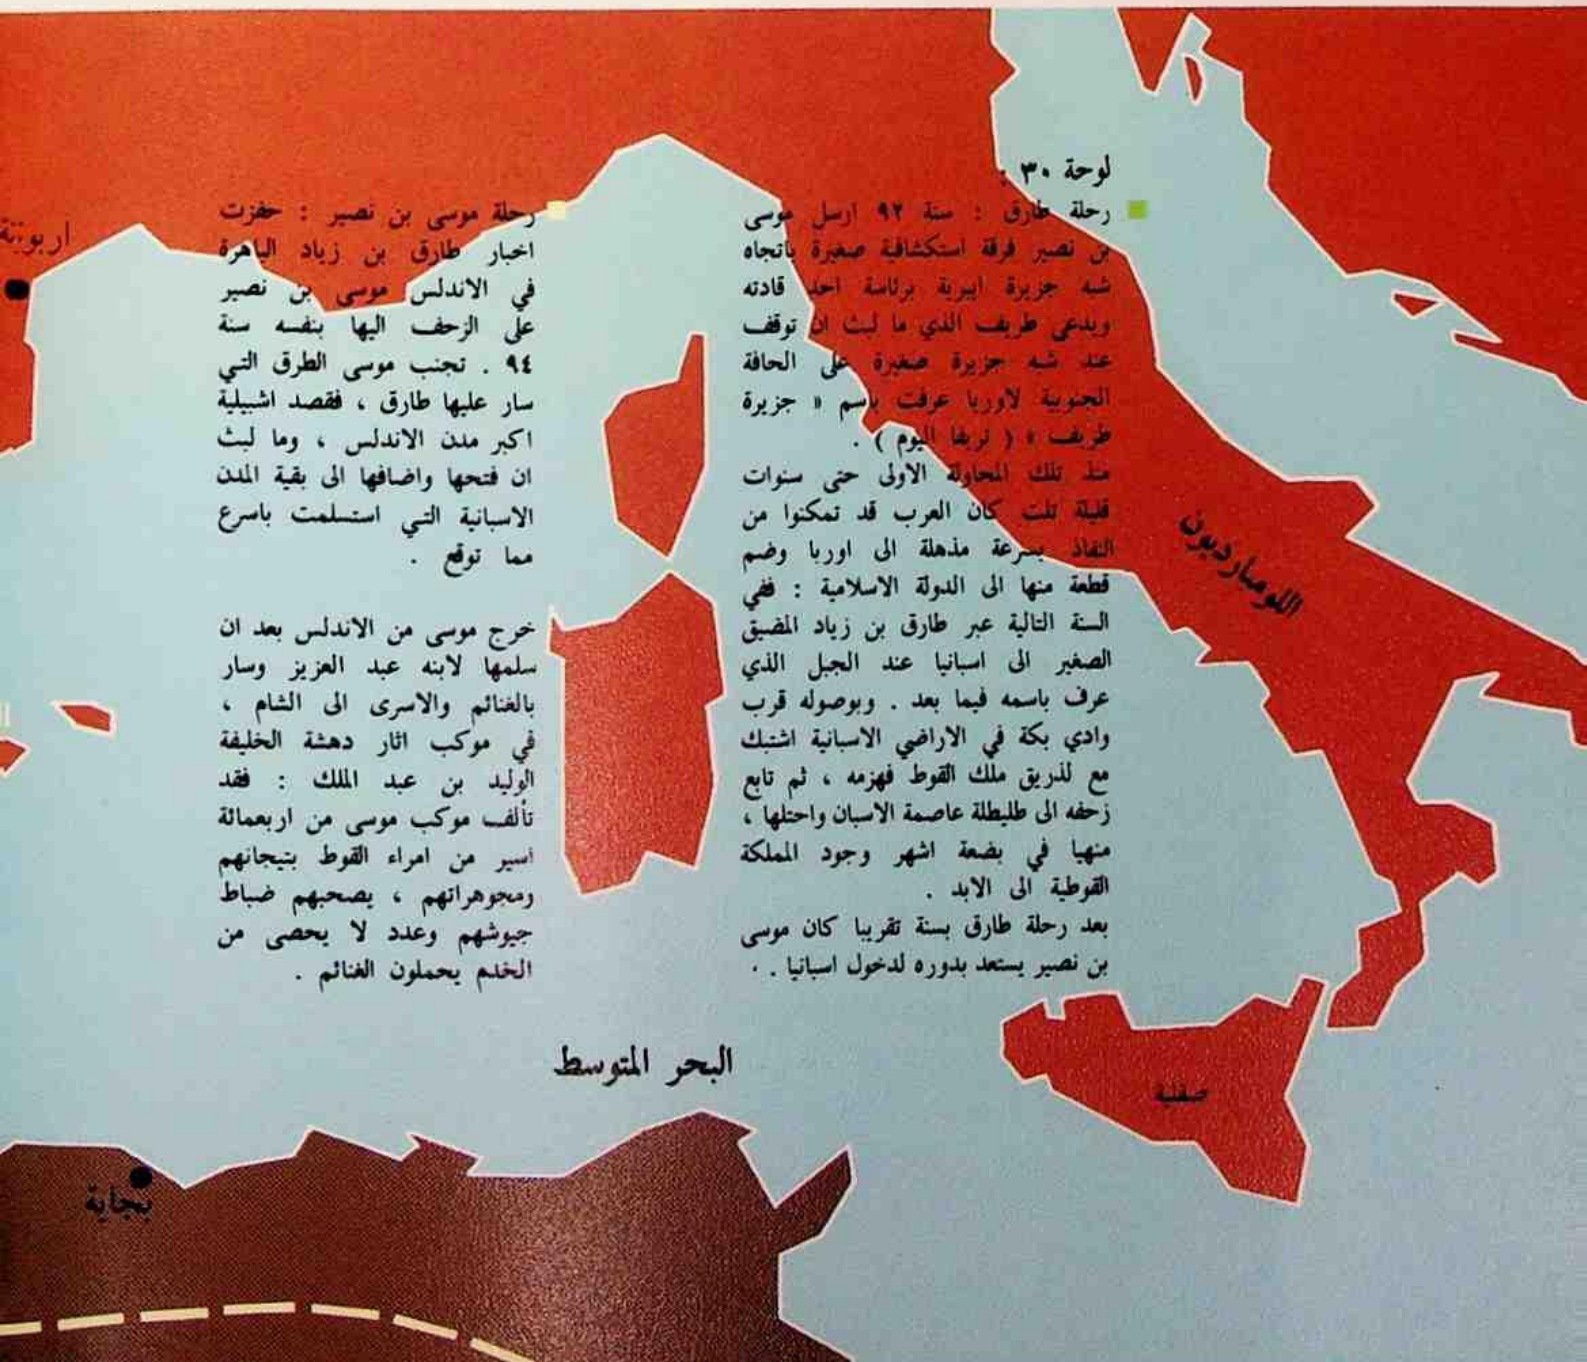 لوحة ٣٠ :
رحلة طارق : سنة ٩٢ ارسل موسى
بن نصير فرقة استكشافية صغيرة باتجاه
شبه جزيرة ايبرية برئاسة احد قادته
ويدعى طريف الذي ما لبث ان توقف
عند شبه جزيرة صغيرة على الحافة
الجنوبية لاوربا عرفت باسم « جزيرة
طريف » ( تريفا اليوم ) .
منذ تلك المحاولة الاولى حتى سنوات
قليلة تلت كان العرب قد تمكنوا من
النفاذ بسرعة مذهلة الى اوربا وضم
قطعة منها الى الدولة الاسلامية : ففي
السنة التالية عبر طارق بن زياد المضيق
الصغير الى اسبانيا عند الجبل الذي
عرف باسمه فيما بعد . وبوصوله قرب
وادي بكة في الاراضي الاسبانية اشتبك
مع لذريق ملك القوط فهزمه ، ثم تابع
زحفه الى طليطلة عاصمة الاسبان واحتلها ،
منهيا في بضعة اشهر وجود المملكة
القوطية الى الابد .
بعد رحلة طارق بسنة تقريبا كان موسى
بن نصير يستعد بدوره لدخول اسبانيا . .
رحلة موسى بن نصير : حفزت
اخبار طارق بن زياد الباهرة
في الاندلس موسى بن نصير
على الزحف اليها بنفسه سنة
٩٤ . تجنب موسى الطرق التي
سار عليها طارق ، فقصد اشبيلية
اكبر مدن الاندلس ، وما لبث
ان فتحها واضافها الى بقية المدن
الاسبانية التي استسلمت باسرع
مما توقع .
خرج موسى من الاندلس بعد ان
سلمها لابنه عبد العزيز وسار
بالغنائم والاسرى الى الشام ،
في موكب اثار دهشة الخليفة
الوليد بن عبد الملك : فقد
تألف موكب موسى من اربعمائة
اسير من امراء القوط بتيجانهم
ومجوهراتهم ، يصحبهم ضباط
جيوشهم وعدد لا يحصى من
الخدم يحملون الغنائم .
اربونة
اللومبارديون
البحر المتوسط
صقلية
بجاية